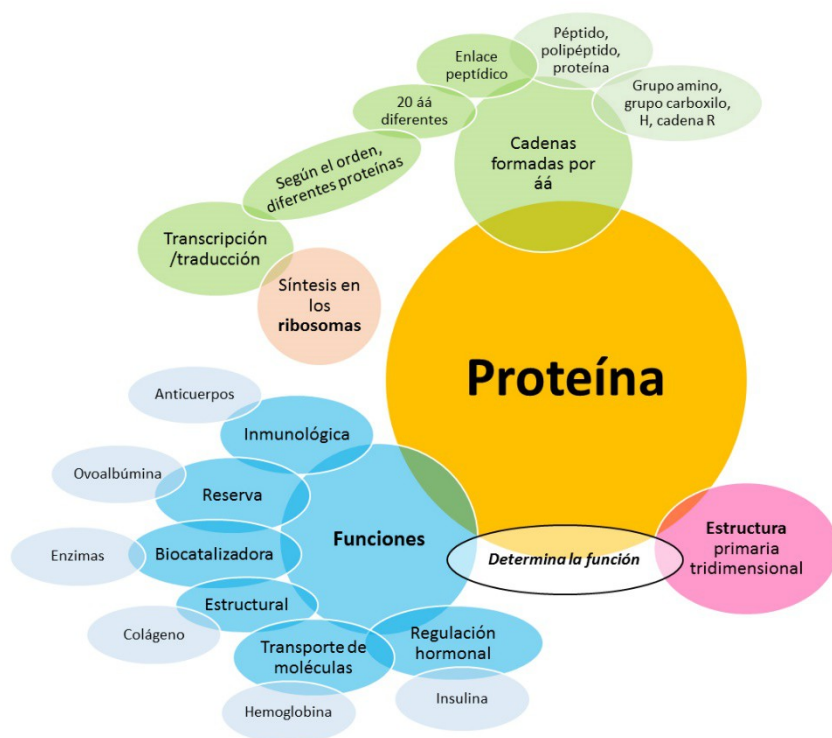 Péptido,
polipéptido,
proteína
Enlace
peptídico
Grupo amino,
grupo carboxilo,
H, cadena R
20 áá
diferentes
Cadenas
formadas por
áá
Según el orden,
diferentes proteínas
Transcripción
/traducción
Síntesis en
los
ribosomas
Proteína
Anticuerpos
Inmunológica
Ovoalbúmina
Reserva
Enzimas
Biocatalizadora
Funciones
Determina la función
Estructura
primaria
tridimensional
Estructural
Colágeno
Transporte de
moléculas
Regulación
hormonal
Hemoglobina
Insulina